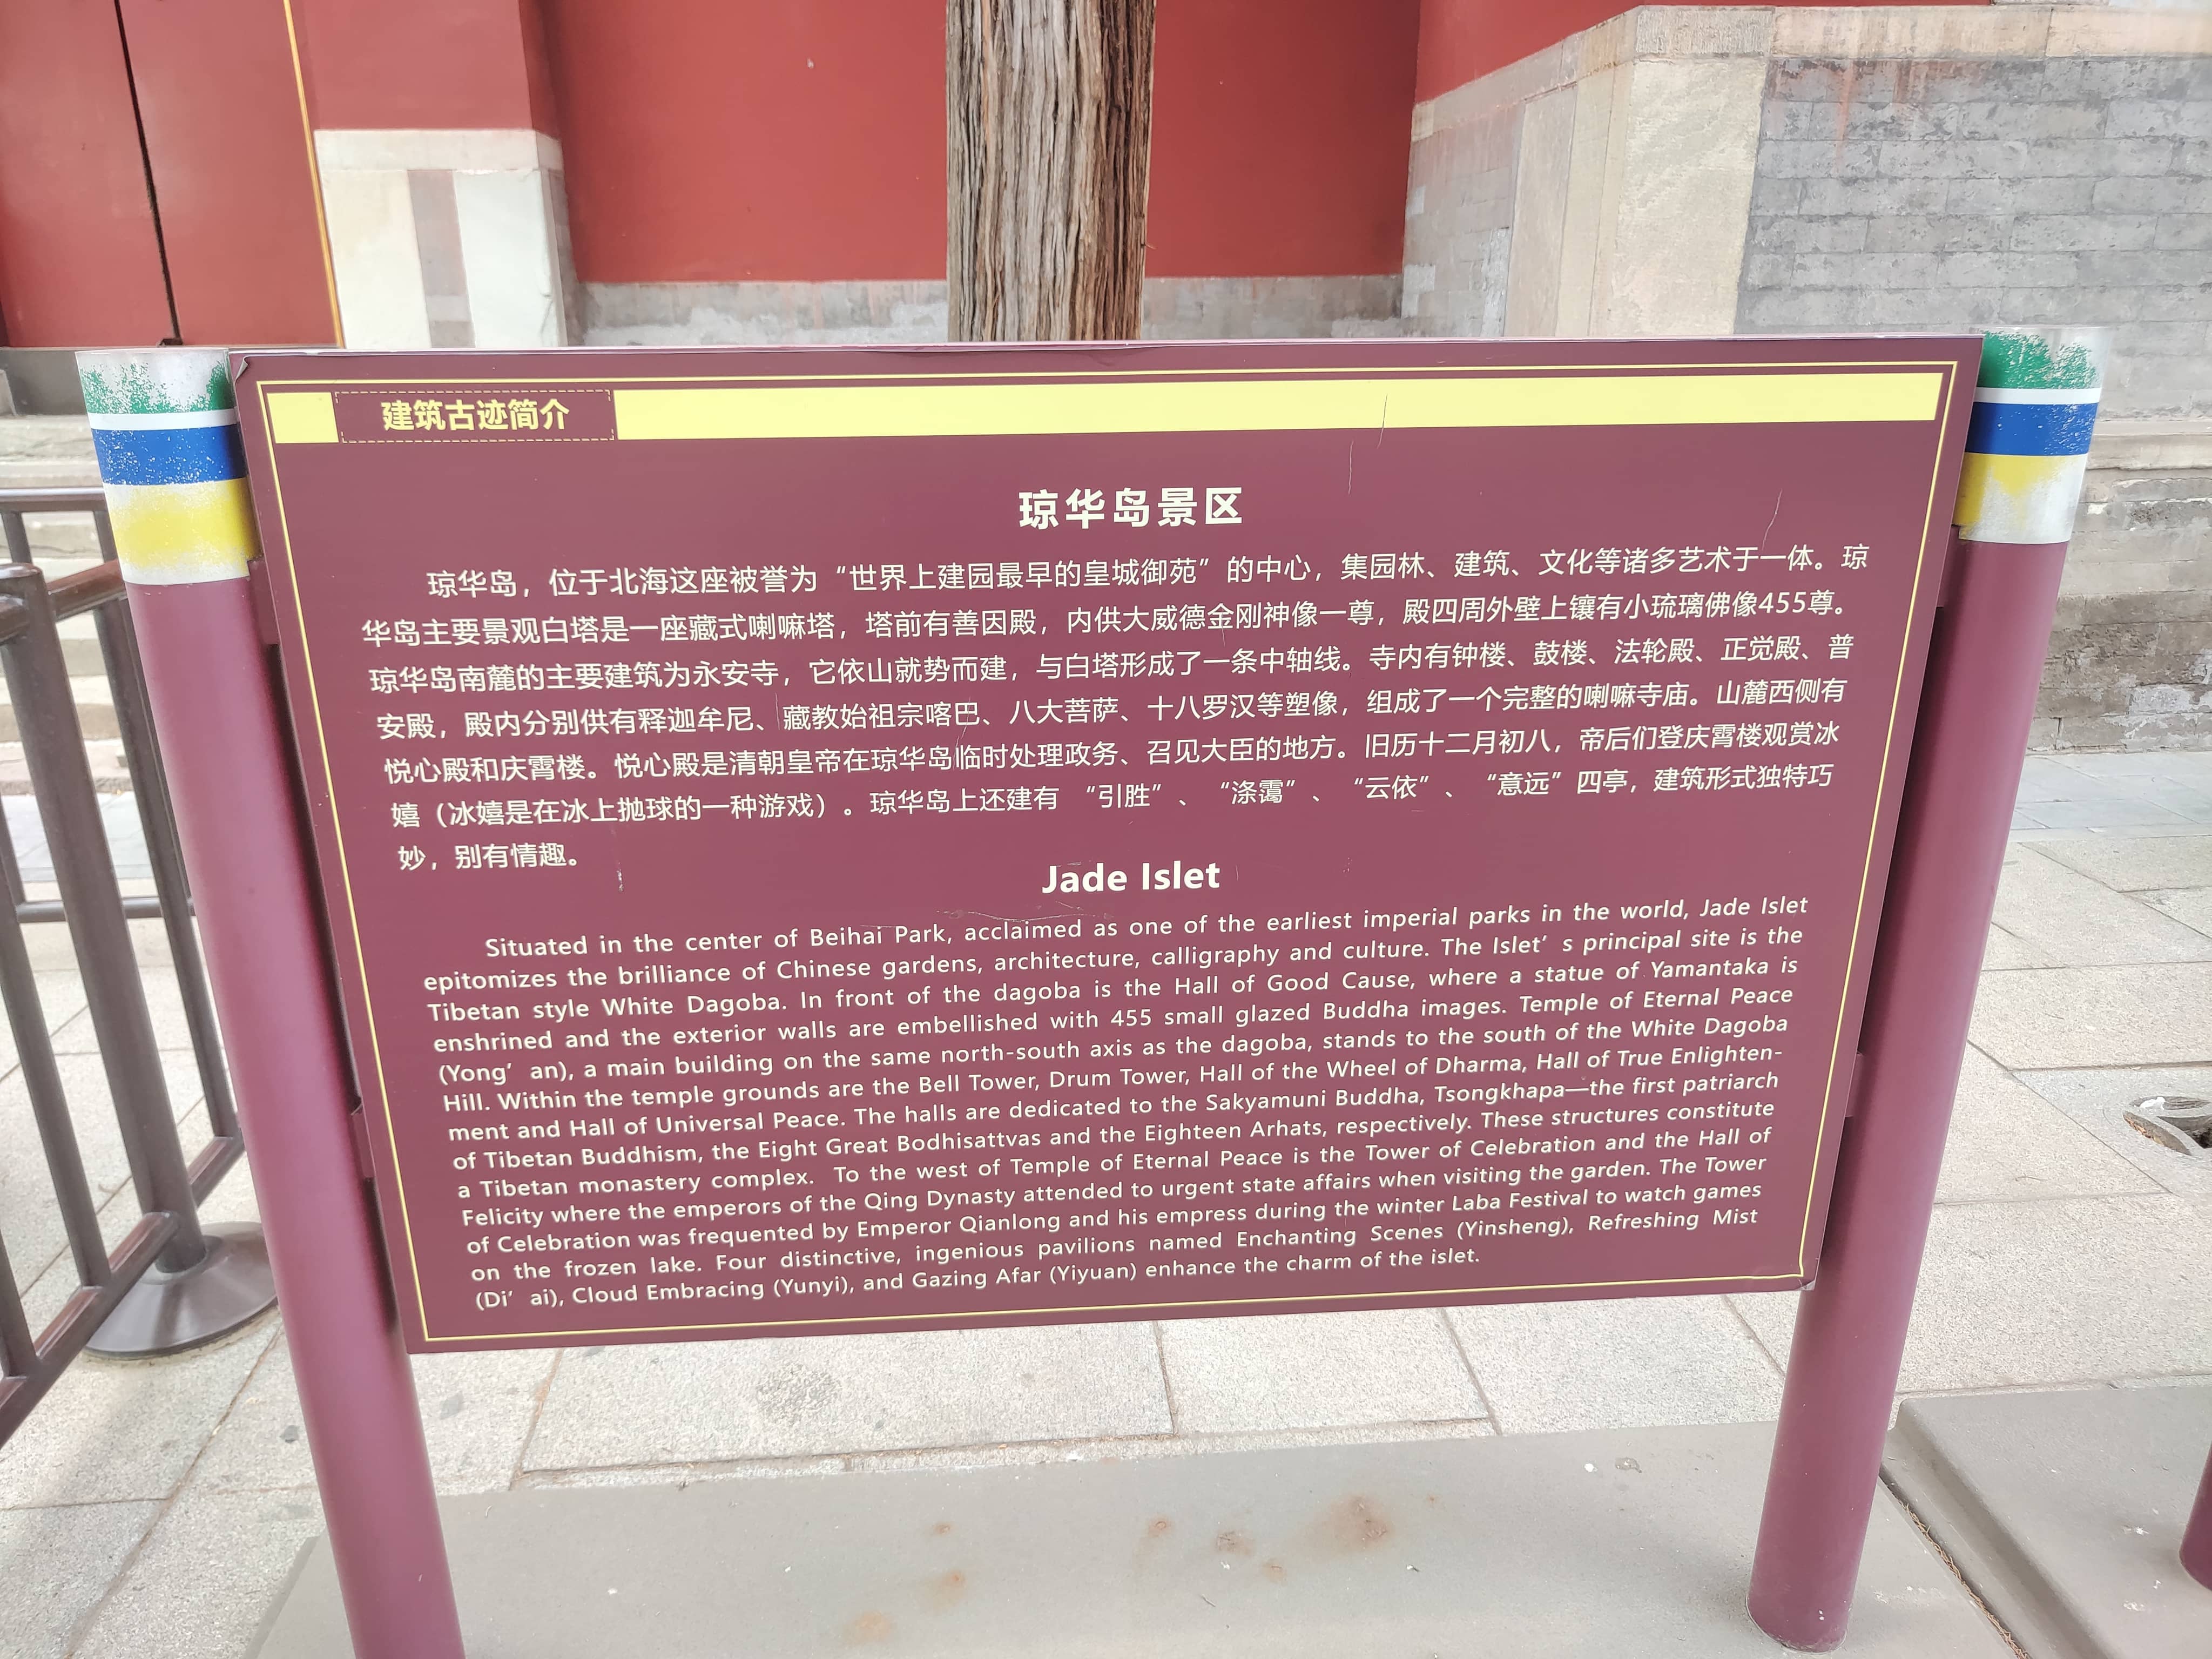 建筑古迹简介
琼华岛景区
琼华岛，位于北海这座被誉为“世界上建园最早的皇城御苑”的中心，集园林、建筑、文化等诸多艺术于一体。琼
华岛主要景观白塔是一座藏式喇嘛塔，塔前有善因殿，内供大威德金刚神像一尊，殿四周外壁上镶有小琉璃佛像455尊。
琼华岛南麓的主要建筑为永安寺，它依山就势而建，与白塔形成了一条中轴线。寺内有钟楼、鼓楼、法轮殿、正觉殿、普
安殿，殿内分别供有释迦牟尼、藏教始祖宗喀巴、八大菩萨、十八罗汉等塑像，组成了一个完整的喇嘛寺庙。山麓西侧有
悦心殿和庆霄楼。悦心殿是清朝皇帝在琼华岛临时处理政务、召见大臣的地方。旧历十二月初八，帝后们登庆霄楼观赏冰
嬉（冰嬉是在冰上抛球的一种游戏）。琼华岛上还建有 “引胜”、“涤霭”、“云依”、“意远”四亭，建筑形式独特巧
妙，别有情趣。
Jade Islet
Situated in the center of Beihai Park, acclaimed as one of the earliest imperial parks in the world, Jade Islet
epitomizes the brilliance of Chinese gardens, architecture, calligraphy and culture. The Islet’ s principal site is the
Tibetan style White Dagoba. In front of the dagoba is the Hall of Good Cause, where a statue of Yamantaka is
enshrined and the exterior walls are embellished with 455 small glazed Buddha images. Temple of Eternal Peace
(Yong’ an), a main building on the same north-south axis as the dagoba, stands to the south of the White Dagoba
Hill. Within the temple grounds are the Bell Tower, Drum Tower, Hall of the Wheel of Dharma, Hall of True Enlighten-
ment and Hall of Universal Peace. The halls are dedicated to the Sakyamuni Buddha, Tsongkhapa—the first patriarch
of Tibetan Buddhism, the Eight Great Bodhisattvas and the Eighteen Arhats, respectively. These structures constitute
a Tibetan monastery complex. To the west of Temple of Eternal Peace is the Tower of Celebration and the Hall of
Felicity where the emperors of the Qing Dynasty attended to urgent state affairs when visiting the garden. The Tower
of Celebration was frequented by Emperor Qianlong and his empress during the winter Laba Festival to watch games
on the frozen lake. Four distinctive, ingenious pavilions named Enchanting Scenes (Yinsheng), Refreshing Mist
(Di’ ai), Cloud Embracing (Yunyi), and Gazing Afar (Yiyuan) enhance the charm of the islet.